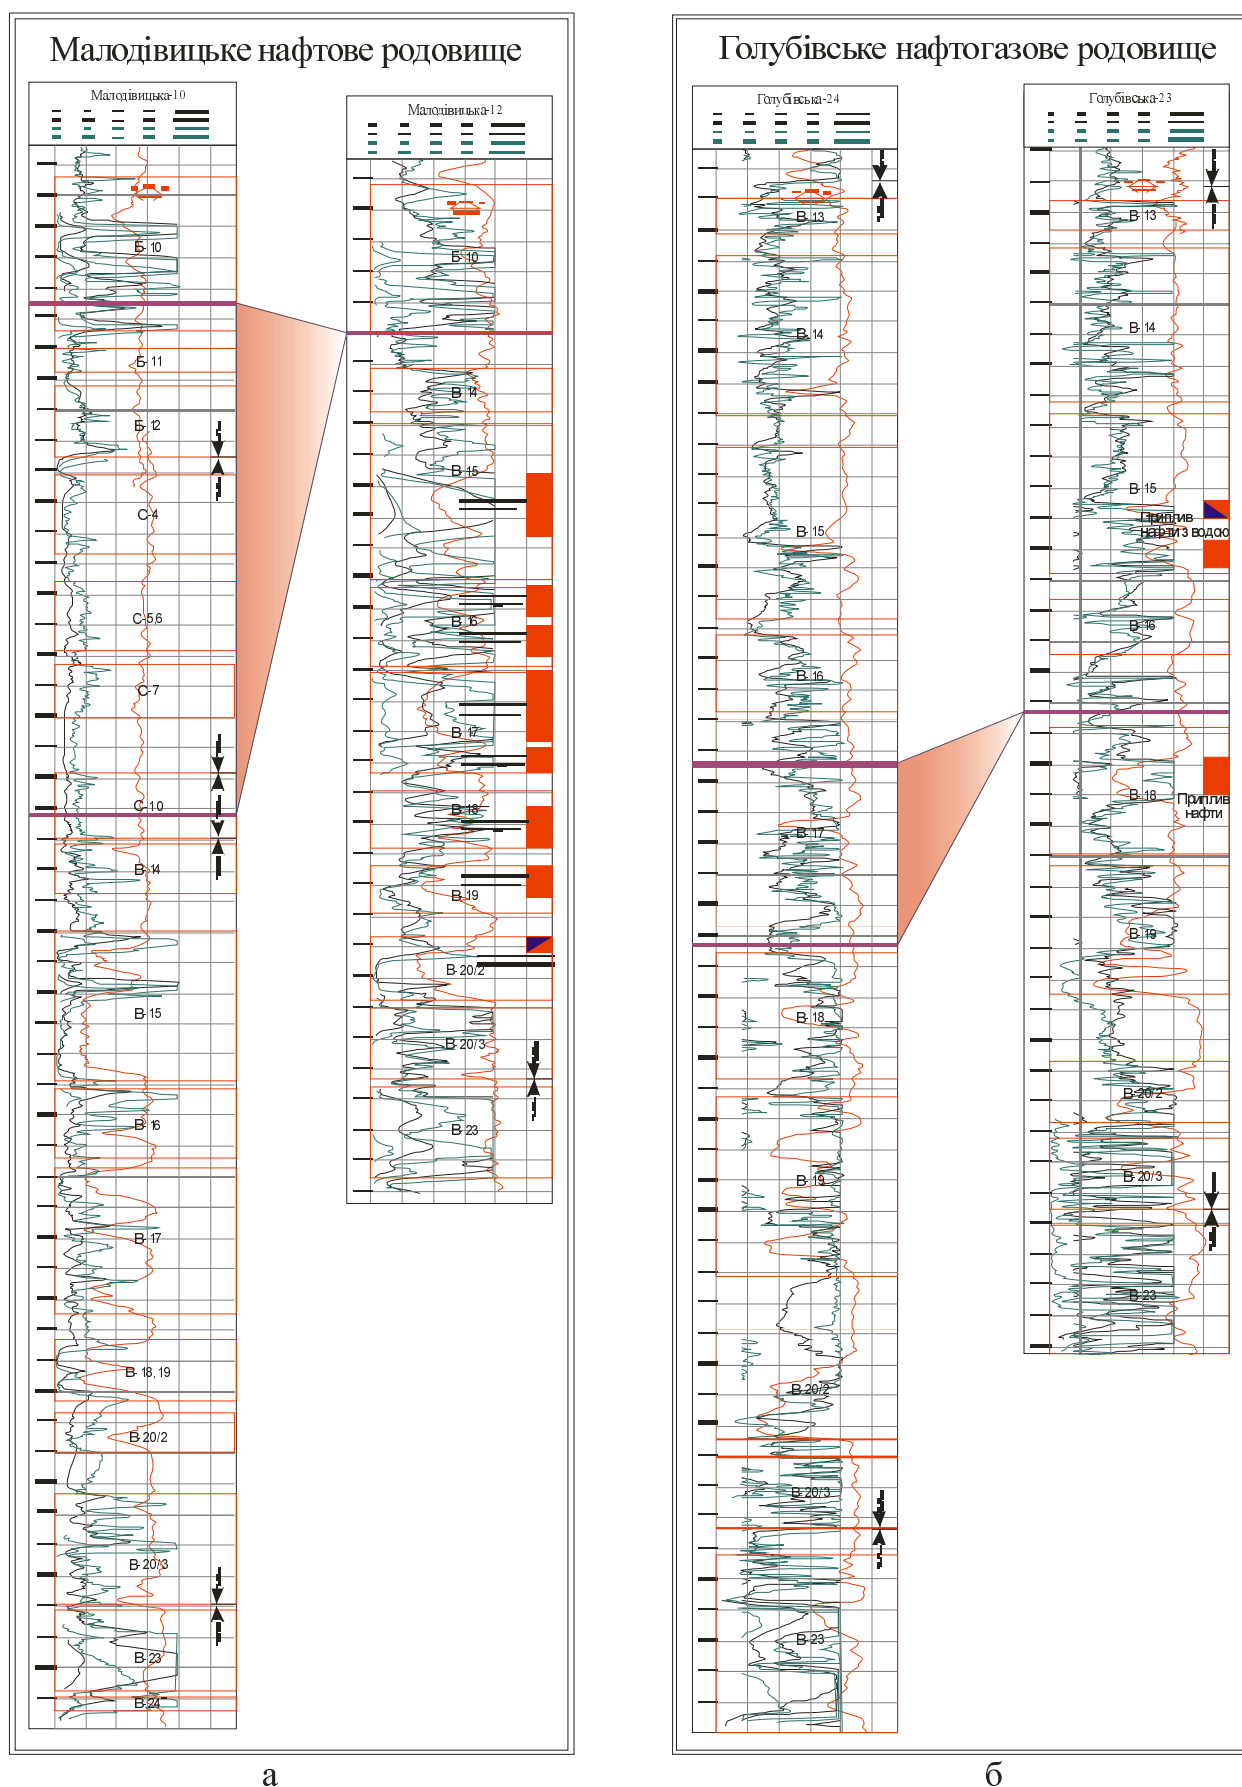 Малодівицьке нафтове родовище
Малодівицька-10
Б-10
Б-11
Б-12
С-4
С-5,6
С-7
С-10
В-14
В-15
В-16
В-17
В-18,19
В-20/2
В-20/3
В-23
В-24
Малодівицька-12
Б-10
В-14
В-15
В-16
В-17
В-18
В-19
В-20/2
В-20/3
В-23
а
Голубівське нафтогазове родовище
Голубівська-24
В-13
В-14
В-15
В-16
В-17
В-18
В-19
В-20/2
В-20/3
В-23
Голубівська-23
В-13
В-14
В-15
Приплив
нафти з водою
В-16
В-18
Приплив
нафти
В-19
В-20/2
В-20/3
В-23
б